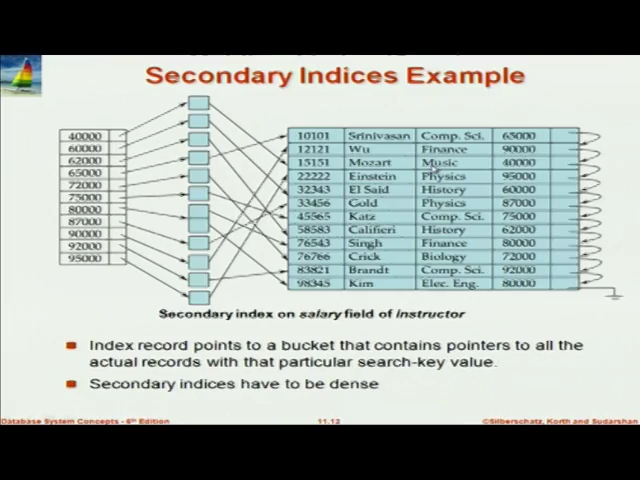 Secondary Indices Example
40000
60000
62000
65000
72000
75000
80000
87000
90000
92000
95000
10101 Srinivasan Comp. Sci. 65000
12121 Wu Finance 90000
15151 Mozart Music 40000
22222 Einstein Physics 95000
32343 El Said History 60000
33456 Gold Physics 87000
45565 Katz Comp. Sci. 75000
58583 Califieri History 62000
76543 Singh Finance 80000
76766 Crick Biology 72000
83821 Brandt Comp. Sci. 92000
98345 Kim Elec. Eng. 80000
Secondary index on salary field of instructor
Index record points to a bucket that contains pointers to all the
actual records with that particular search-key value.
Secondary indices have to be dense
Database System Concepts - 6th Edition 11.12 ©Silberschatz, Korth and Sudarshan